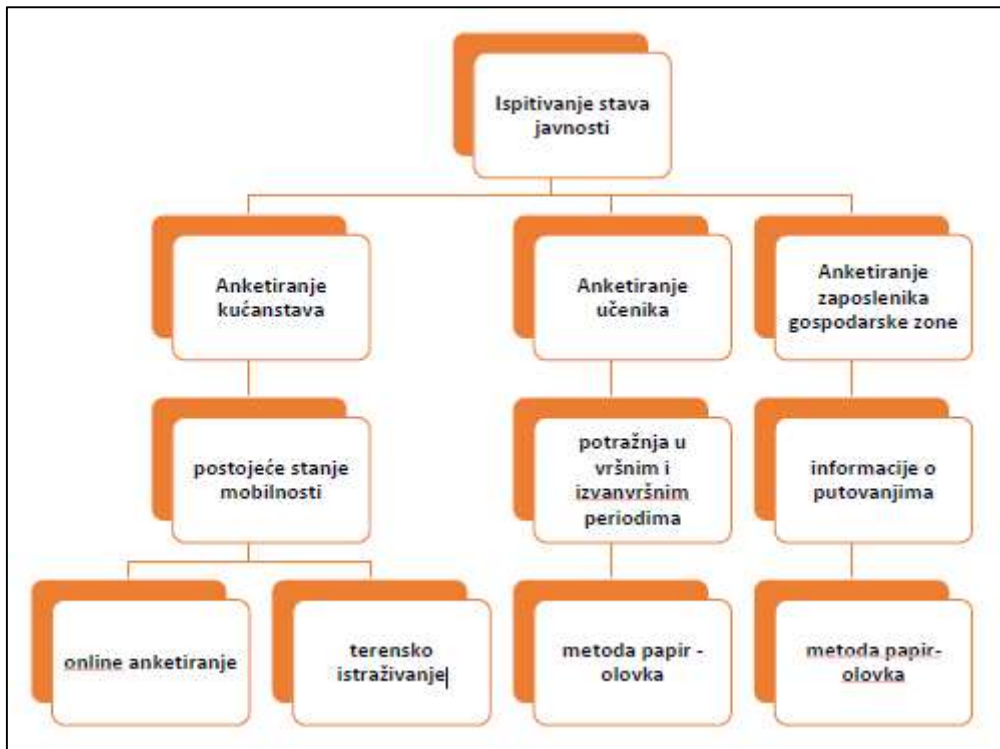 Ispitivanje stava
javnosti
Anketiranje
kućanstava
Anketiranje
učenika
Anketiranje
zaposlenika
gospodarske zone
postojeće stanje
mobilnosti
potražnja u
vršnim i
izvanvršnim
periodima
informacije o
putovanjima
online anketiranje
terensko
istraživanje
metoda papir -
olovka
metoda papir-
olovka